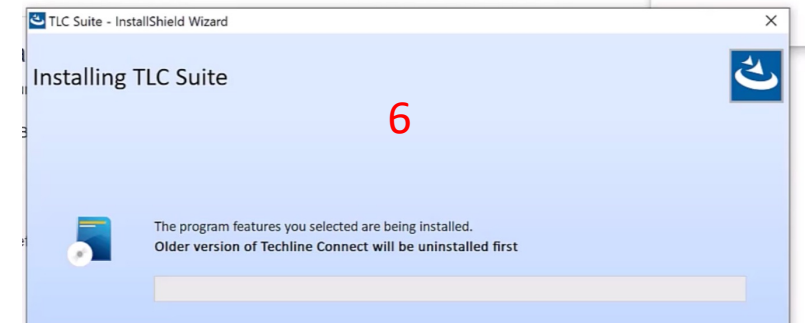 TLC Suite - InstallShield Wizard
Installing TLC Suite
6
The program features you selected are being installed.
Older version of Techline Connect will be uninstalled first